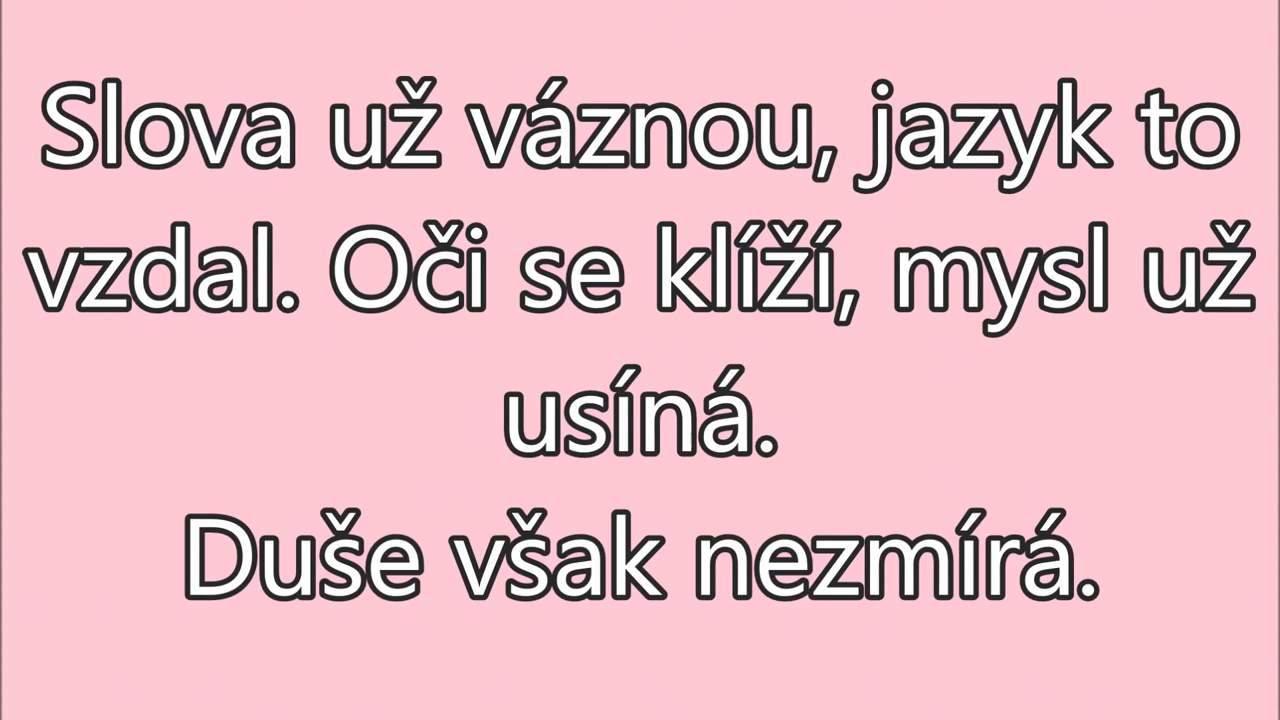 Slova už váznou, jazyk to
vzdal. Oči se klíží, mysl už
usíná.
Duše však nezmírá.